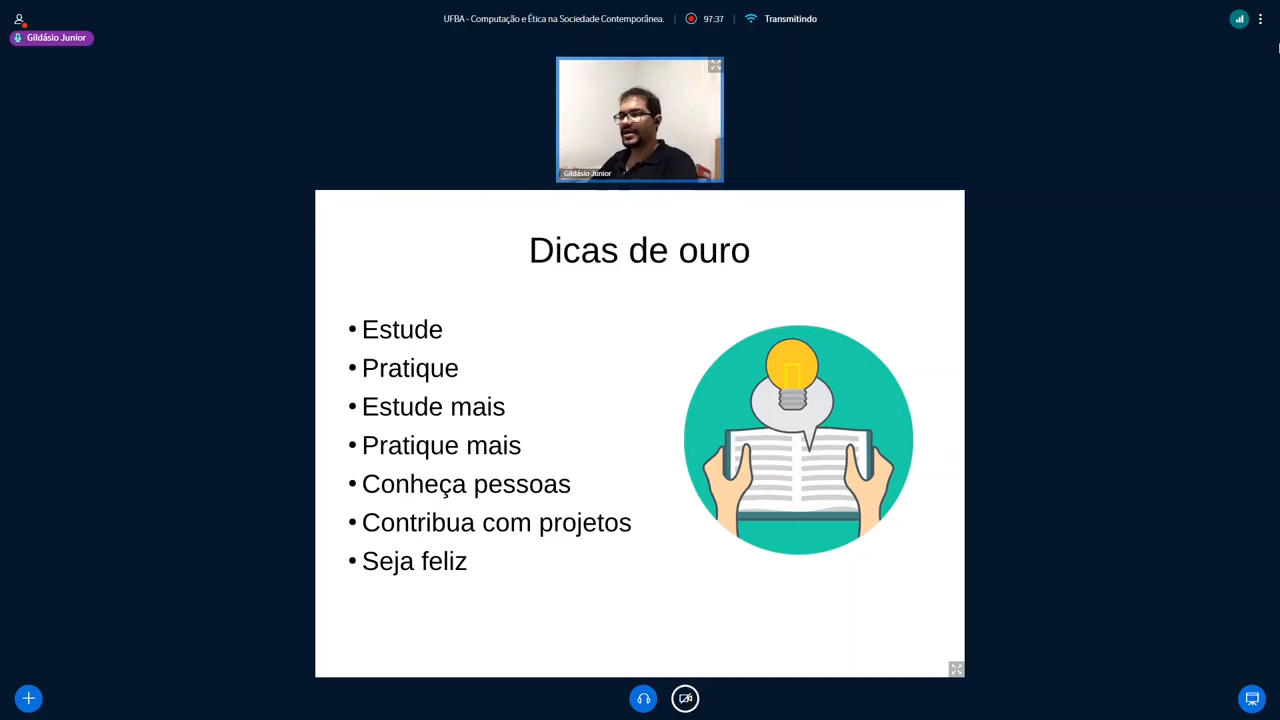 UFBA - Computação e Ética na Sociedade Contemporânea. | 97:37 | Transmitindo
Gildásio Junior
Gildásio Junior
Dicas de ouro
• Estude
• Pratique
• Estude mais
• Pratique mais
• Conheça pessoas
• Contribua com projetos
• Seja feliz